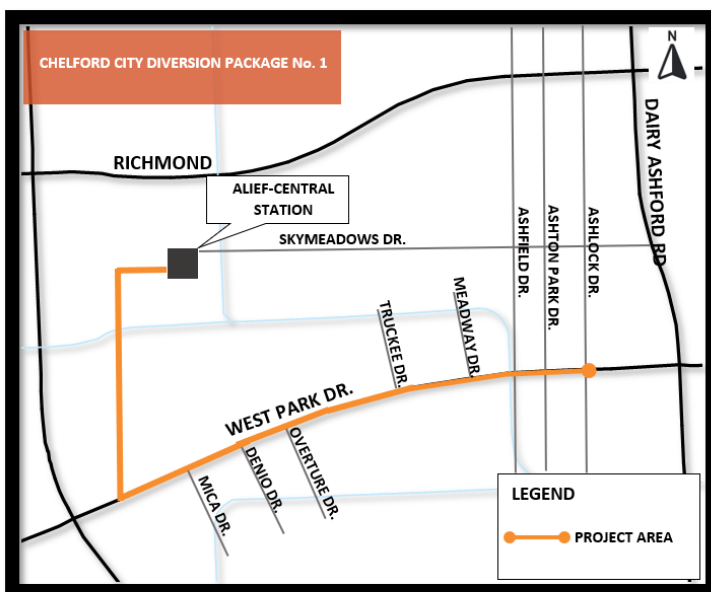 CHELFORD CITY DIVERSION PACKAGE No. 1
N
RICHMOND
DAIRY ASHFORD RD
ALIEF-CENTRAL
STATION
SKYMEADOWS DR.
ASHFIELD DR.
ASHTON PARK DR.
ASHLOCK DR.
MEADWAY DR.
TRUCKEE DR.
WEST PARK DR.
OVERTURE DR.
DENIO DR.
MICA DR.
LEGEND
PROJECT AREA